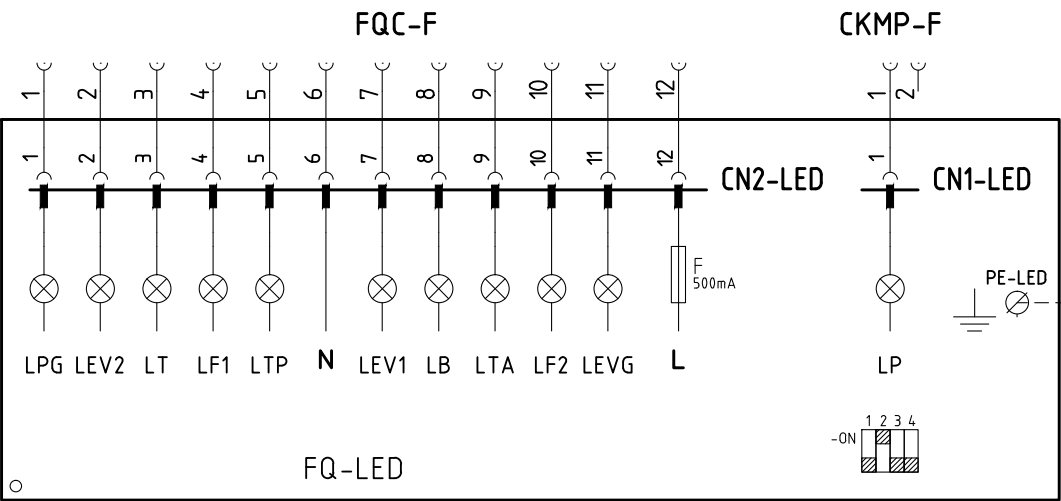 FQC-F CKMP-F
1 2 3 4 5 6 7 8 9 10 11 12 1 2
1 2 3 4 5 6 7 8 9 10 11 12 1
CN2-LED CN1-LED
F
500mA
PE-LED
LPG LEV2 LT LF1 LTP N LEV1 LB LTA LF2 LEVG L LP
1 2 3 4
-ON
FQ-LED